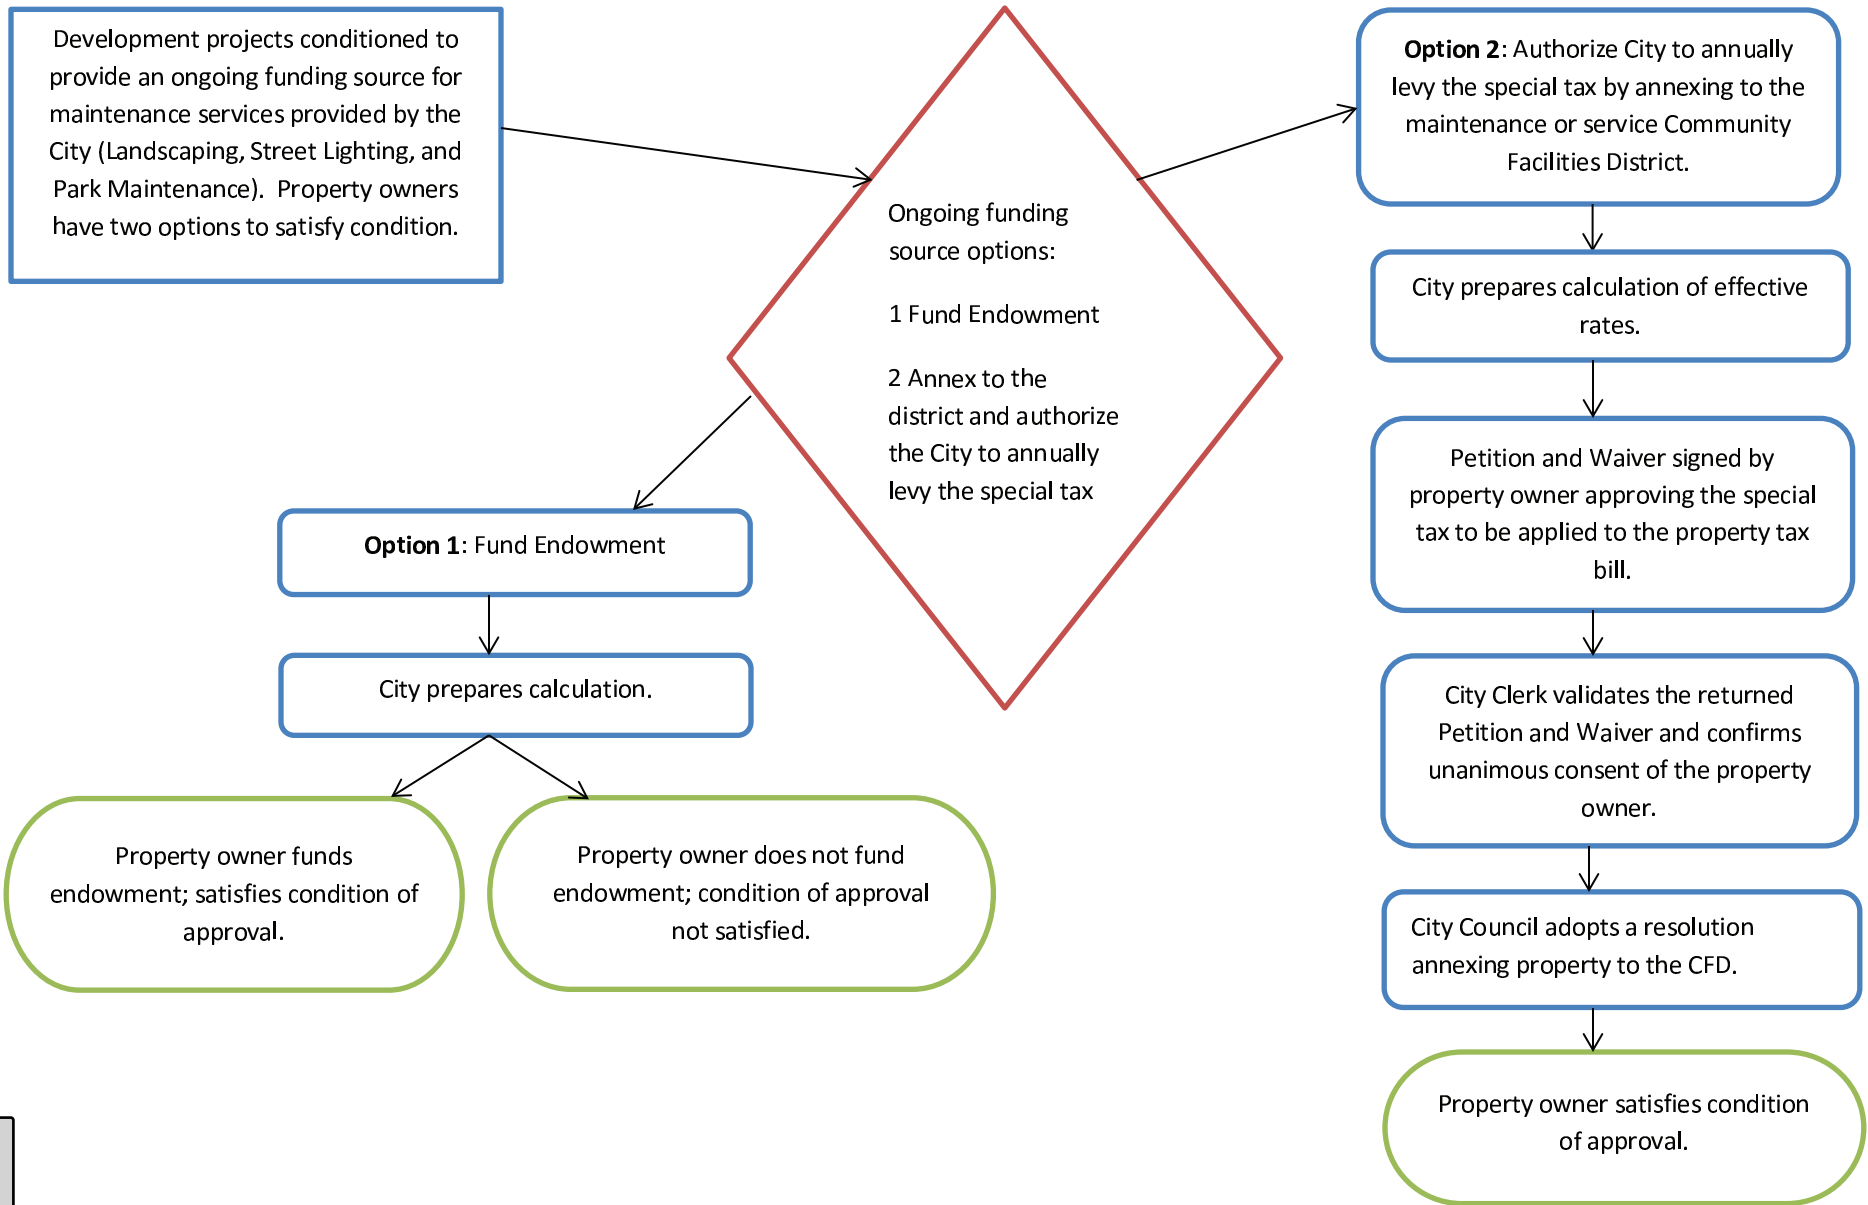 Development projects conditioned to
provide an ongoing funding source for
maintenance services provided by the
City (Landscaping, Street Lighting, and
Park Maintenance).  Property owners
have two options to satisfy condition.
Ongoing funding
source options:
1 Fund Endowment
2 Annex to the
district and authorize
the City to annually
levy the special tax
Option 1: Fund Endowment
City prepares calculation.
Property owner funds
endowment; satisfies condition of
approval.
Property owner does not fund
endowment; condition of approval
not satisfied.
Option 2: Authorize City to annually
levy the special tax by annexing to the
maintenance or service Community
Facilities District.
City prepares calculation of effective
rates.
Petition and Waiver signed by
property owner approving the special
tax to be applied to the property tax
bill.
City Clerk validates the returned
Petition and Waiver and confirms
unanimous consent of the property
owner.
City Council adopts a resolution
annexing property to the CFD.
Property owner satisfies condition
of approval.